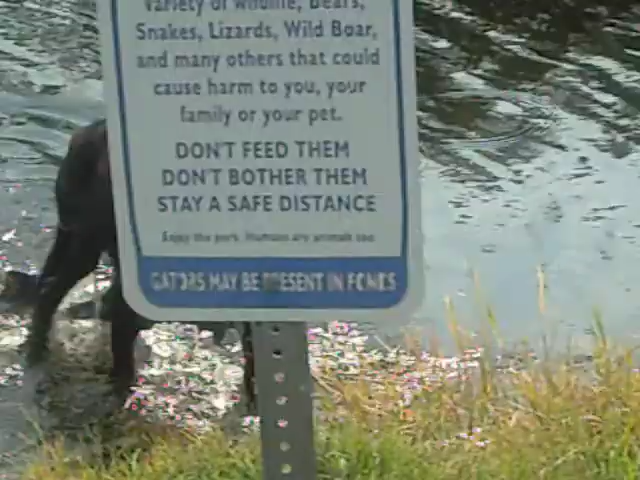 Variety of wildlife, Bears,
Snakes, Lizards, Wild Boar,
and many others that could
cause harm to you, your
family or your pet.
DON'T FEED THEM
DON'T BOTHER THEM
STAY A SAFE DISTANCE
Enjoy the park. Humans are animals too.
GATORS MAY BE PRESENT IN PONDS